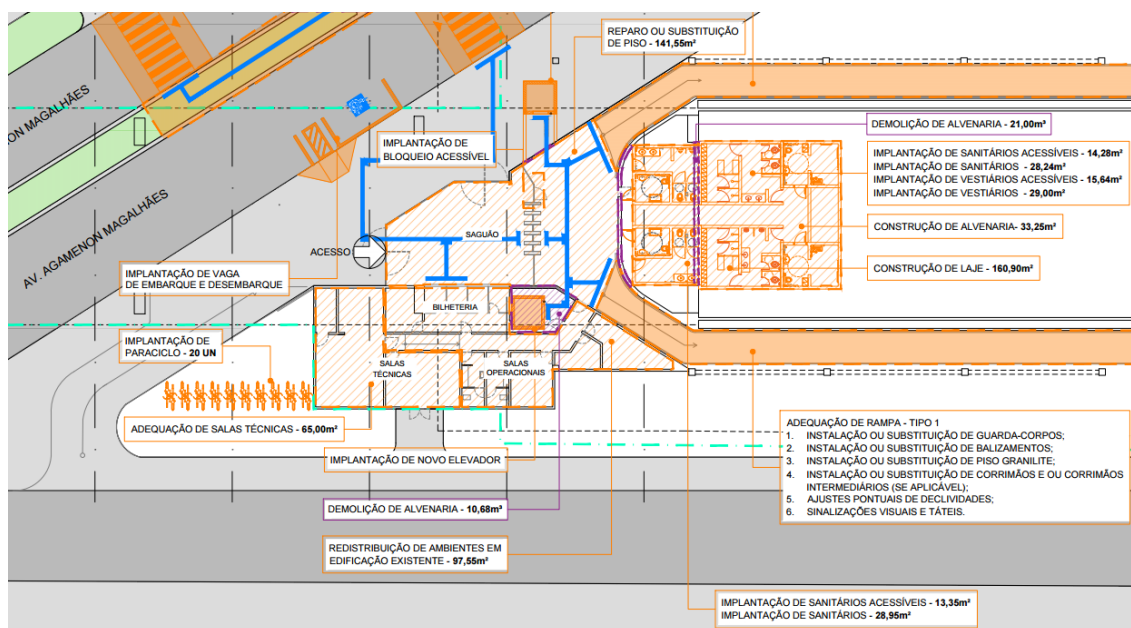 REPARO OU SUBSTITUIÇÃO
DE PISO - 141,55m²
DEMOLIÇÃO DE ALVENARIA - 21,00m³
IMPLANTAÇÃO DE
BLOQUEIO ACESSÍVEL
IMPLANTAÇÃO DE SANITÁRIOS ACESSÍVEIS - 14,28m²
IMPLANTAÇÃO DE SANITÁRIOS - 28,24m²
IMPLANTAÇÃO DE VESTIÁRIOS ACESSÍVEIS - 15,64m²
IMPLANTAÇÃO DE VESTIÁRIOS - 29,00m²
NON MAGALHÃES
AV. AGAMENON MAGALHÃES
SAGUÃO
ACESSO
CONSTRUÇÃO DE ALVENARIA- 33,25m³
CONSTRUÇÃO DE LAJE - 160,90m²
IMPLANTAÇÃO DE VAGA
DE EMBARQUE E DESEMBARQUE
BILHETERIA
IMPLANTAÇÃO DE
PARACICLO - 20 UN
SALAS
TÉCNICAS
SALAS
OPERACIONAIS
ADEQUAÇÃO DE SALAS TÉCNICAS - 65,00m²
IMPLANTAÇÃO DE NOVO ELEVADOR
ADEQUAÇÃO DE RAMPA - TIPO 1
1. INSTALAÇÃO OU SUBSTITUIÇÃO DE GUARDA-CORPOS;
2. INSTALAÇÃO OU SUBSTITUIÇÃO DE BALIZAMENTOS;
3. INSTALAÇÃO OU SUBSTITUIÇÃO DE PISO GRANILITE;
4. INSTALAÇÃO OU SUBSTITUIÇÃO DE CORRIMÃOS E OU CORRIMÃOS
INTERMEDIÁRIOS (SE APLICÁVEL);
5. AJUSTES PONTUAIS DE DECLIVIDADES;
6. SINALIZAÇÕES VISUAIS E TÁTEIS.
DEMOLIÇÃO DE ALVENARIA - 10,68m³
REDISTRIBUIÇÃO DE AMBIENTES EM
EDIFICAÇÃO EXISTENTE - 97,55m²
IMPLANTAÇÃO DE SANITÁRIOS ACESSÍVEIS - 13,35m²
IMPLANTAÇÃO DE SANITÁRIOS - 28,95m²